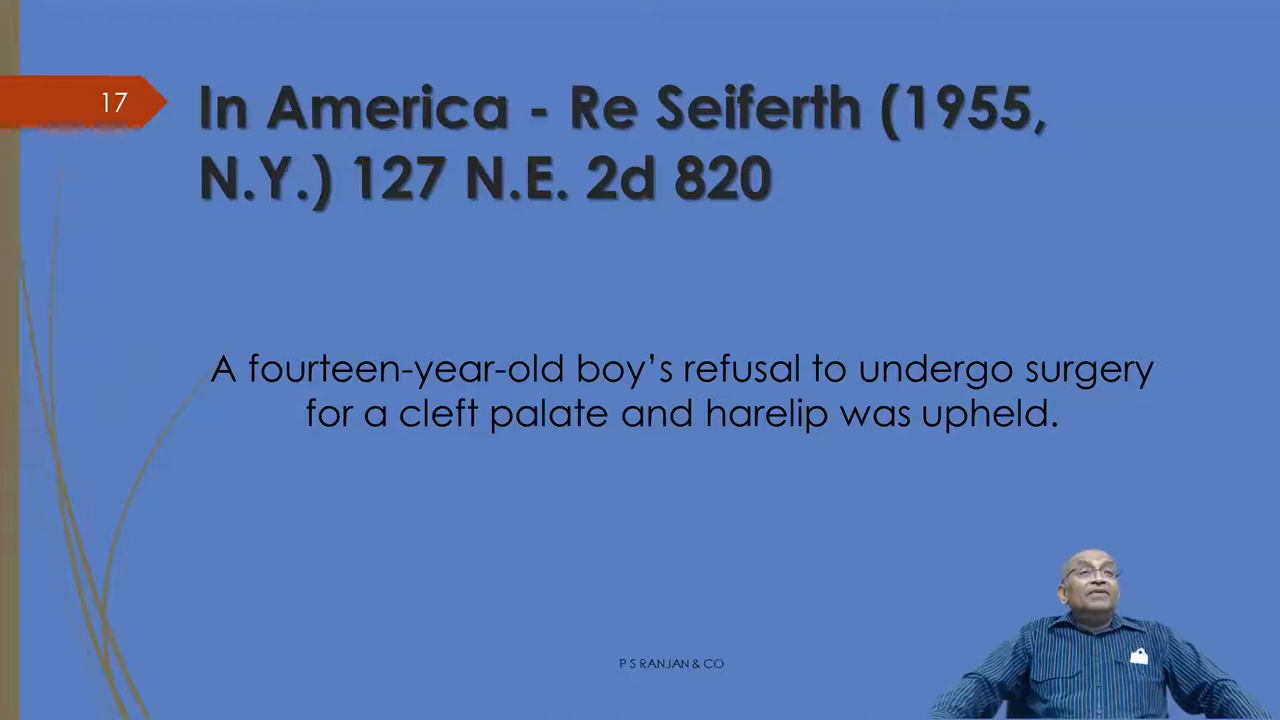 17
In America - Re Seiferth (1955,
N.Y.) 127 N.E. 2d 820
A fourteen-year-old boy’s refusal to undergo surgery
for a cleft palate and harelip was upheld.
P S RANJAN & CO